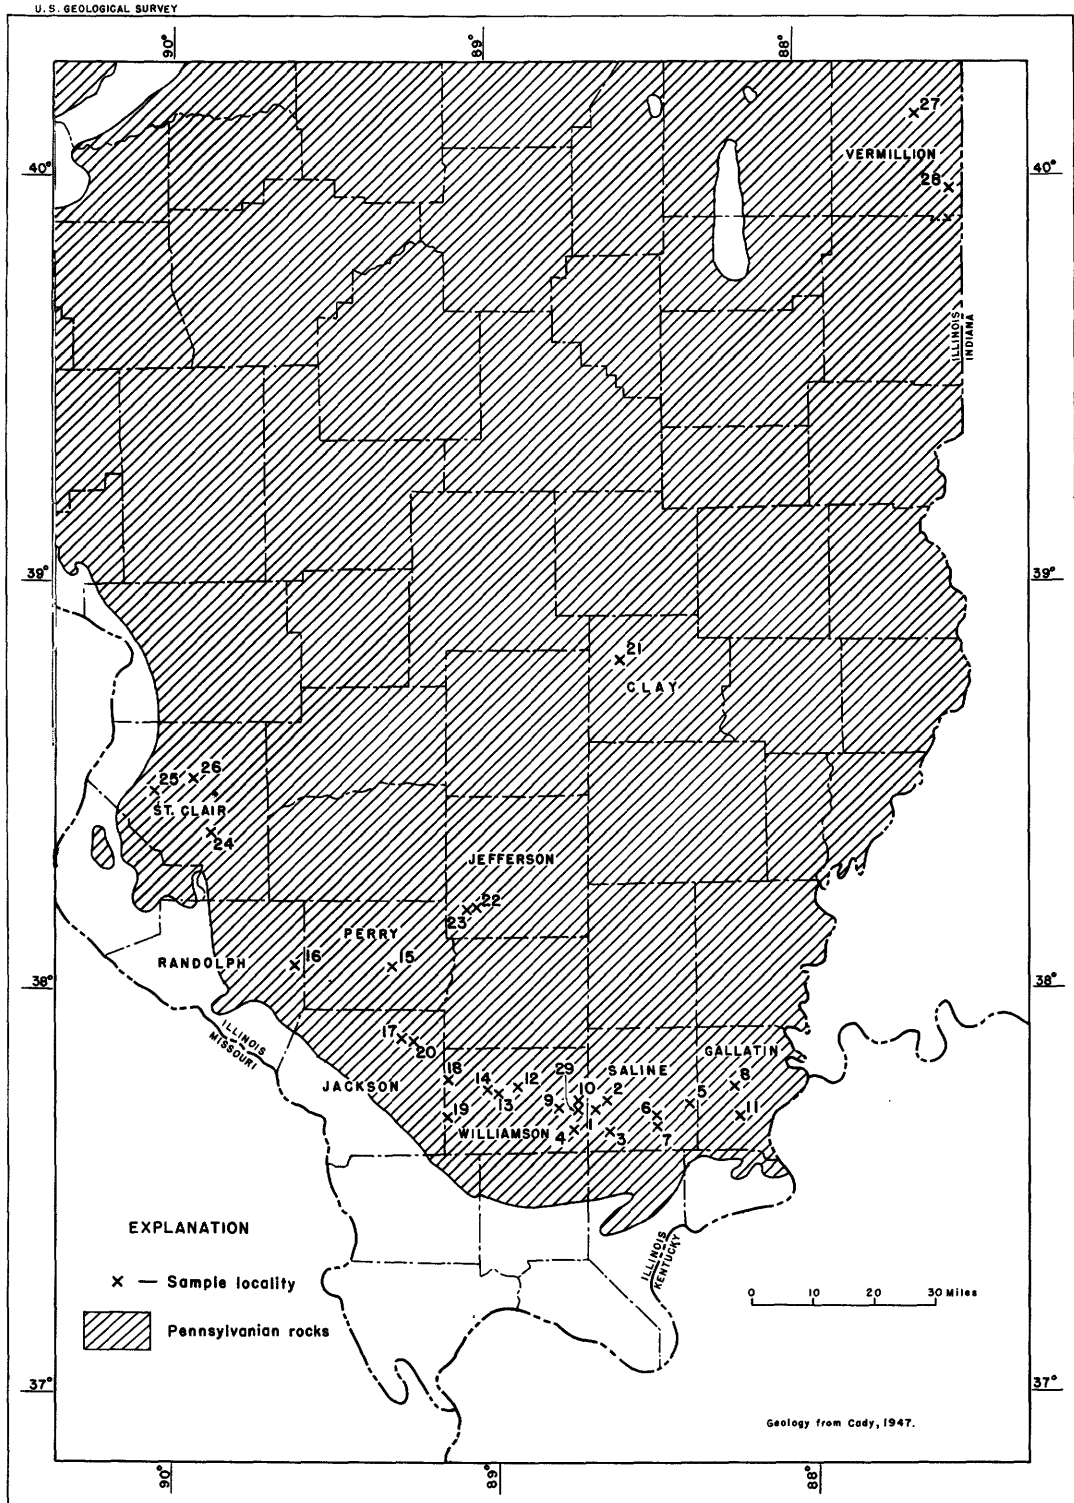 U.S. GEOLOGICAL SURVEY
90°
89°
88°
27
VERMILLION
40°
40°
28
ILLINOIS
INDIANA
39°
39°
21
CLAY
25
26
ST. CLAIR
24
JEFFERSON
22
23
PERRY
16
15
RANDOLPH
38°
38°
ILLINOIS
MISSOURI
17
20
GALLATIN
18
14
12
29
SALINE
10
2
5
8
JACKSON
13
9
6
11
19
WILLIAMSON
4
1
3
7
EXPLANATION
ILLINOIS
KENTUCKY
× — Sample locality
0 10 20 30 Miles
Pennsylvanian rocks
37°
37°
Geology from Cady, 1947.
90°
89°
88°